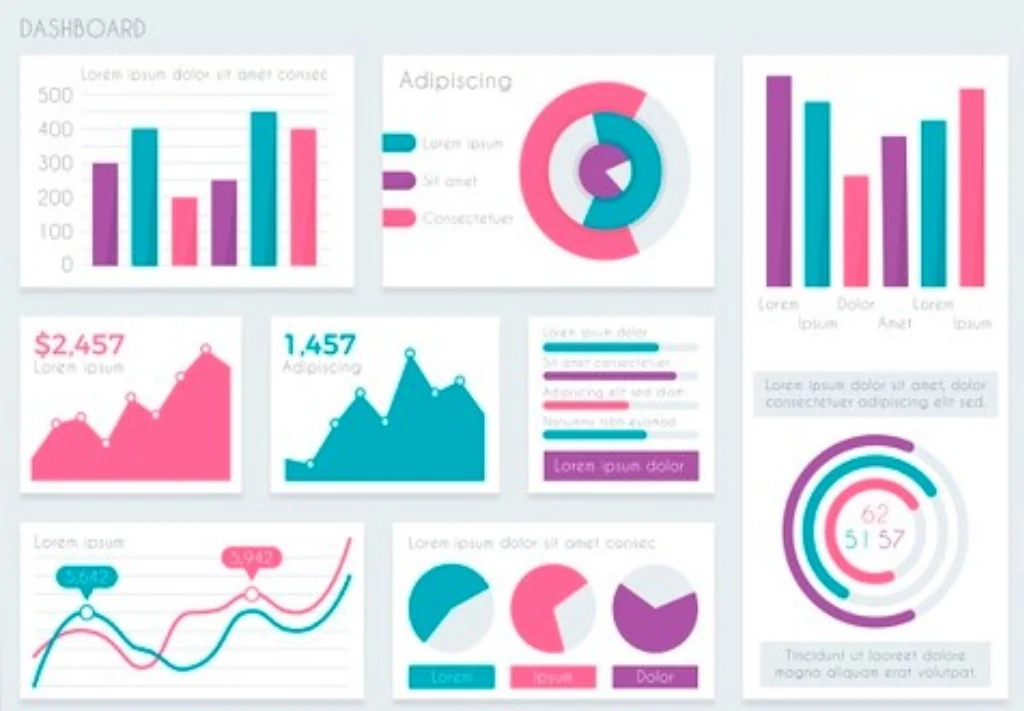 DASHBOARD
Lorem ipsum dolor sit amet consec
500
400
300
200
100
0
Adipiscing
Lorem ipsum
Sit amet
Consectetuer
Lorem Dolor Lorem
Ipsum Amet Ipsum
$2,457
Lorem ipsum
1,457
Adipiscing
Lorem ipsum dolor
Sit amet consectetuer
Adipiscing elit sed diam
Nonummy nibh euismod
Lorem ipsum dolor
Lorem ipsum dolor sit amet, dolor
consectetuer adipiscing elit sed.
62
51 57
Tincidunt ut laoreet dolore
magna aliquam erat volutpat.
Lorem ipsum
5,642
5,942
Lorem ipsum dolor sit amet consec
Lorem
Ipsum
Dolor